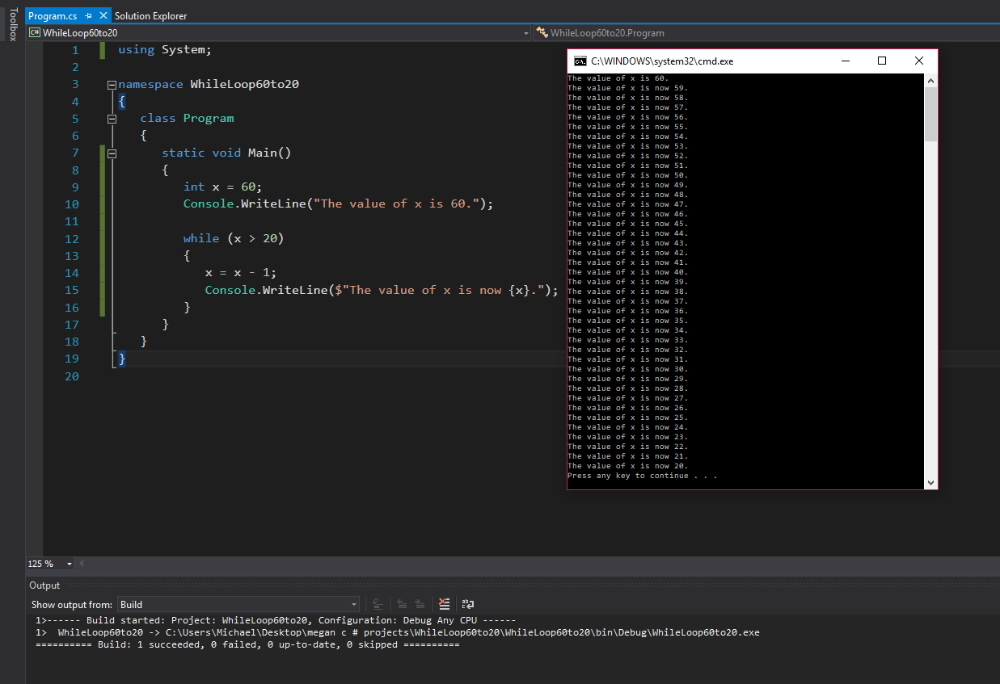 Toolbox
Program.cs
Solution Explorer
C# WhileLoop60to20
WhileLoop60to20.Program
1 using System;
2
3 namespace WhileLoop60to20
4 {
5 class Program
6 {
7 static void Main()
8 {
9 int x = 60;
10 Console.WriteLine("The value of x is 60.");
11
12 while (x > 20)
13 {
14 x = x - 1;
15 Console.WriteLine($"The value of x is now {x}.");
16 }
17 }
18 }
19 }
20
C:\WINDOWS\system32\cmd.exe
The value of x is 60.
The value of x is now 59.
The value of x is now 58.
The value of x is now 57.
The value of x is now 56.
The value of x is now 55.
The value of x is now 54.
The value of x is now 53.
The value of x is now 52.
The value of x is now 51.
The value of x is now 50.
The value of x is now 49.
The value of x is now 48.
The value of x is now 47.
The value of x is now 46.
The value of x is now 45.
The value of x is now 44.
The value of x is now 43.
The value of x is now 42.
The value of x is now 41.
The value of x is now 40.
The value of x is now 39.
The value of x is now 38.
The value of x is now 37.
The value of x is now 36.
The value of x is now 35.
The value of x is now 34.
The value of x is now 33.
The value of x is now 32.
The value of x is now 31.
The value of x is now 30.
The value of x is now 29.
The value of x is now 28.
The value of x is now 27.
The value of x is now 26.
The value of x is now 25.
The value of x is now 24.
The value of x is now 23.
The value of x is now 22.
The value of x is now 21.
The value of x is now 20.
Press any key to continue . . .
125 %
Output
Show output from: Build
1>------ Build started: Project: WhileLoop60to20, Configuration: Debug Any CPU ------
1>  WhileLoop60to20 -> C:\Users\Michael\Desktop\megan c # projects\WhileLoop60to20\WhileLoop60to20\bin\Debug\WhileLoop60to20.exe
========== Build: 1 succeeded, 0 failed, 0 up-to-date, 0 skipped ==========